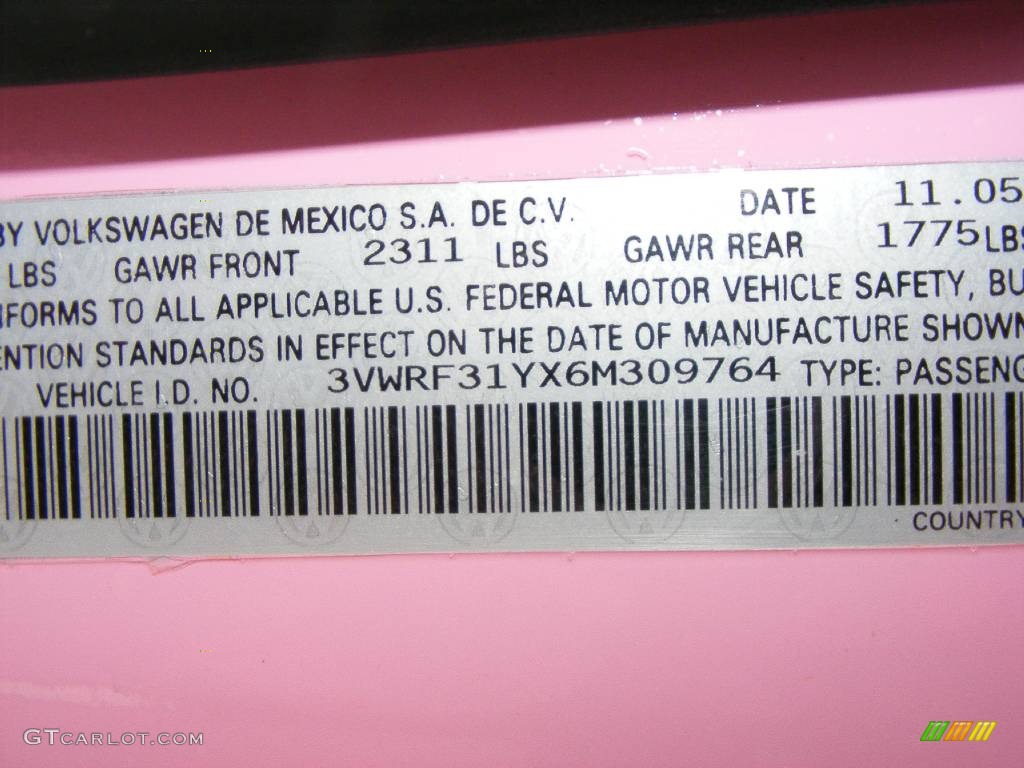 BY VOLKSWAGEN DE MEXICO S.A. DE C.V. DATE 11.05
LBS GAWR FRONT 2311 LBS GAWR REAR 1775 LBS
NFORMS TO ALL APPLICABLE U.S. FEDERAL MOTOR VEHICLE SAFETY, BU
ENTION STANDARDS IN EFFECT ON THE DATE OF MANUFACTURE SHOWN
VEHICLE I.D. NO. 3VWRF31YX6M309764 TYPE: PASSENG
COUNTRY
GTCARLOT.COM